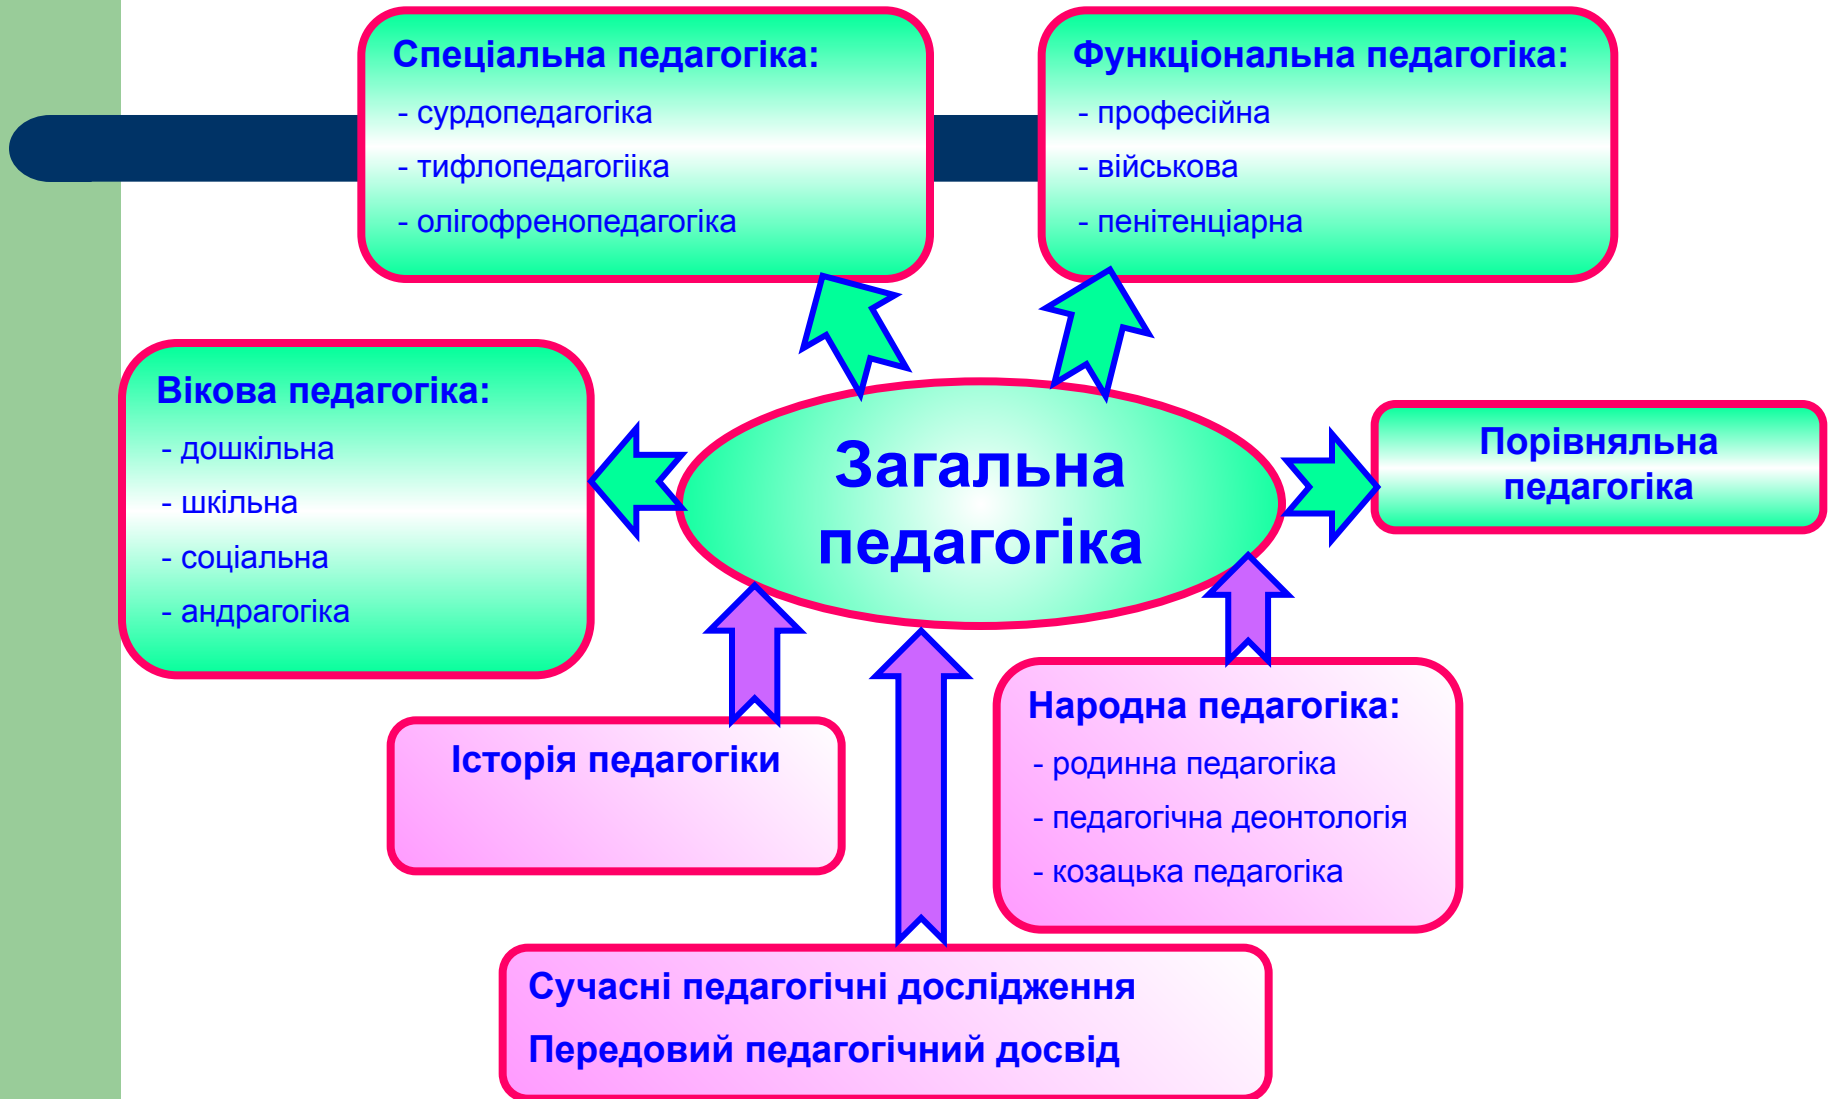 Спеціальна педагогіка:
- сурдопедагогіка
- тифлопедагогііка
- олігофренопедагогіка
Функціональна педагогіка:
- професійна
- військова
- пенітенціарна
Вікова педагогіка:
- дошкільна
- шкільна
- соціальна
- андрагогіка
Загальна
педагогіка
Порівняльна
педагогіка
Історія педагогіки
Народна педагогіка:
- родинна педагогіка
- педагогічна деонтологія
- козацька педагогіка
Сучасні педагогічні дослідження
Передовий педагогічний досвід